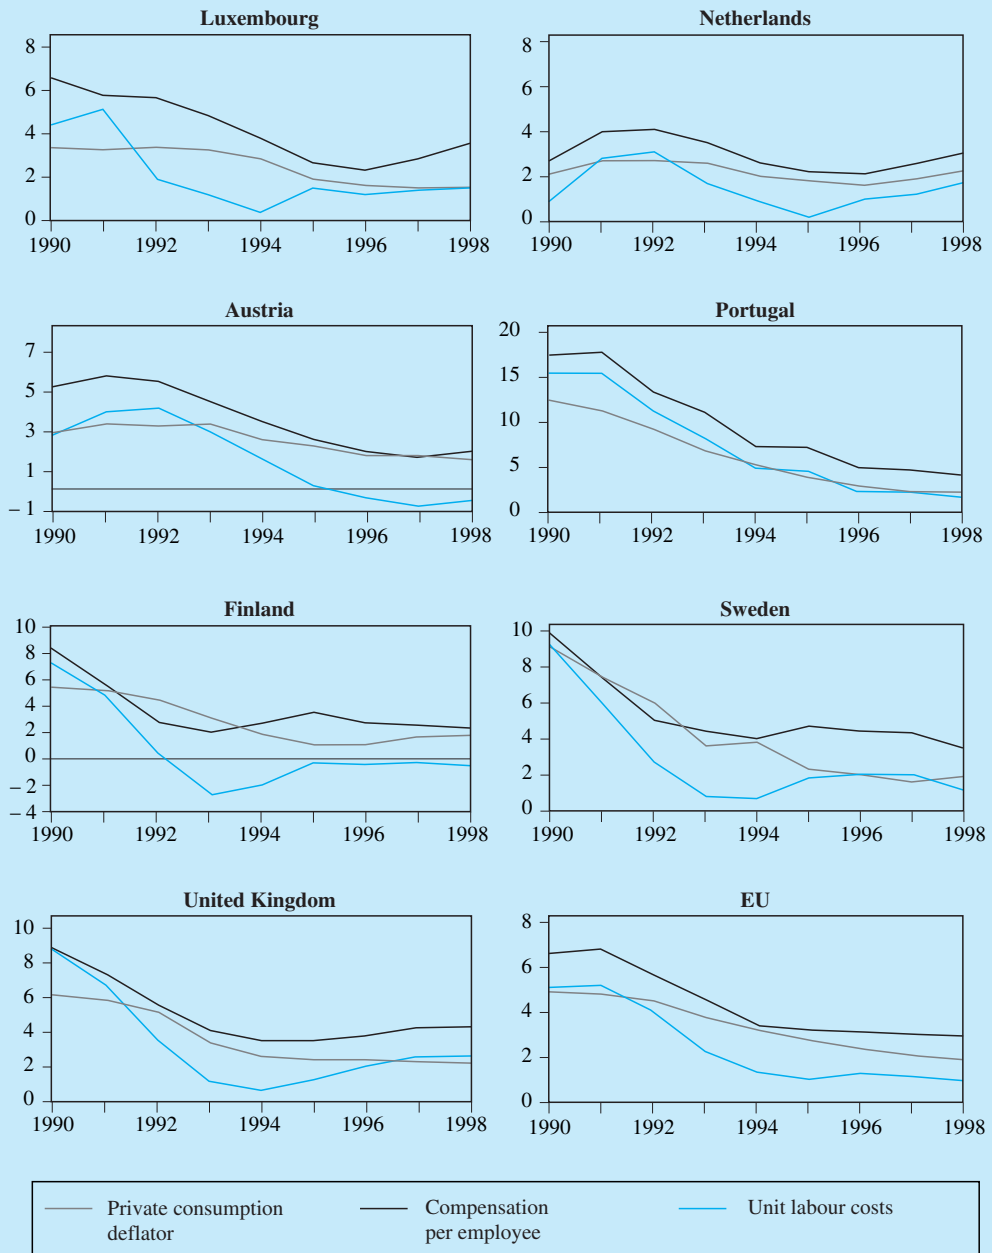 Luxembourg
8
6
4
2
0
1990 1992 1994 1996 1998
Netherlands
8
6
4
2
0
1990 1992 1994 1996 1998
Austria
7
5
3
1
– 1
1990 1992 1994 1996 1998
Portugal
20
15
10
5
0
1990 1992 1994 1996 1998
Finland
10
8
6
4
2
0
– 2
– 4
1990 1992 1994 1996 1998
Sweden
10
8
6
4
2
0
1990 1992 1994 1996 1998
United Kingdom
10
8
6
4
2
0
1990 1992 1994 1996 1998
EU
8
6
4
2
0
1990 1992 1994 1996 1998
Private consumption
deflator
Compensation
per employee
Unit labour costs